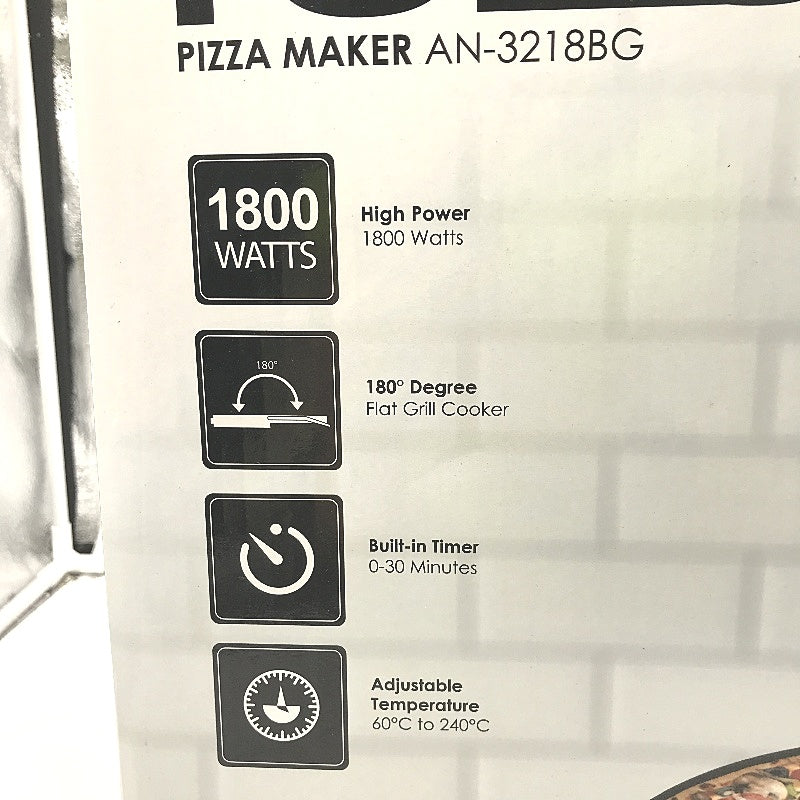 PIZZA MAKER AN-3218BG
1800
WATTS
High Power
1800 Watts
180°
180° Degree
Flat Grill Cooker
Built-in Timer
0-30 Minutes
Adjustable
Temperature
60°C to 240°C